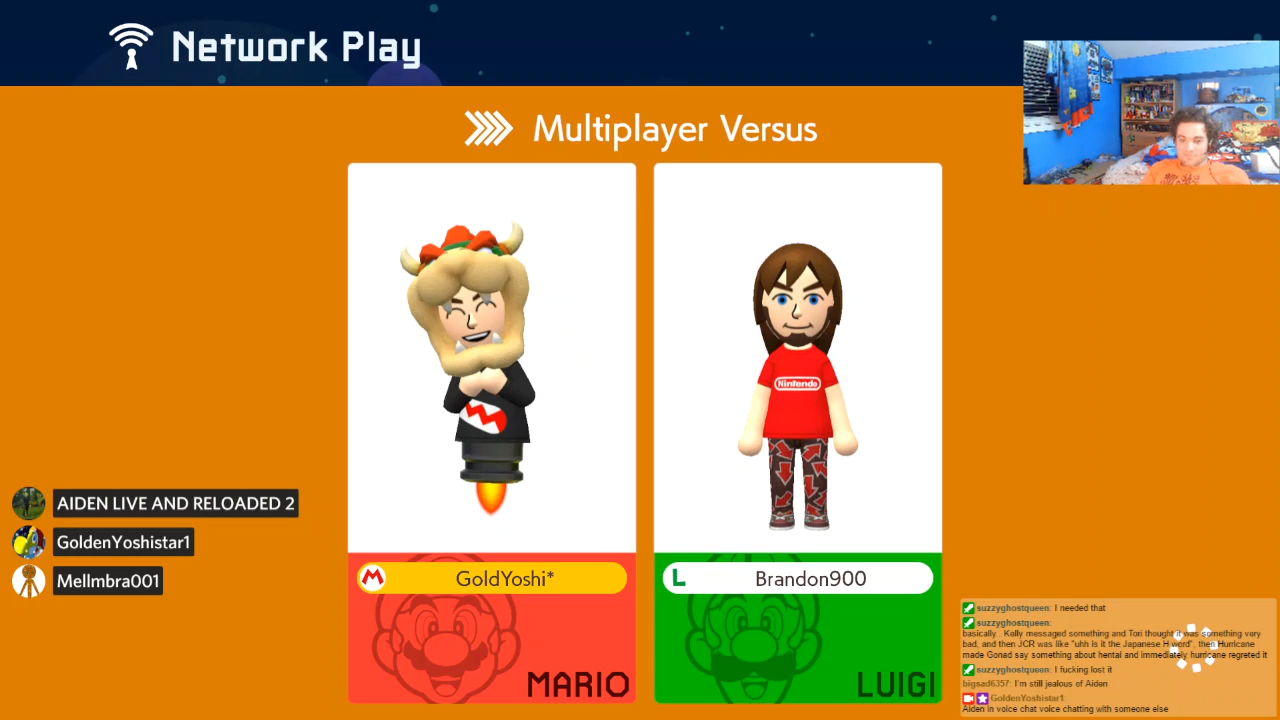 Network Play
Multiplayer Versus
Nintendo
AIDEN LIVE AND RELOADED 2
GoldenYoshistar1
MelImbra001
M GoldYoshi*
L Brandon900
MARIO
LUIGI
suzzyghostqueen: I needed that
suzzyghostqueen:
basically.. Kelly messaged something and Tori thought it was something very
bad, and then JCR was like "uhh Is it the Japanese H word", then Hurricane
made Gonad say something about hentai and immediately hurricane regretted it
suzzyghostqueen: I fucking lost it
bigsad6357: I'm still jealous of Aiden
GoldenYoshistar1:
Aiden in voice chat voice chatting with someone else